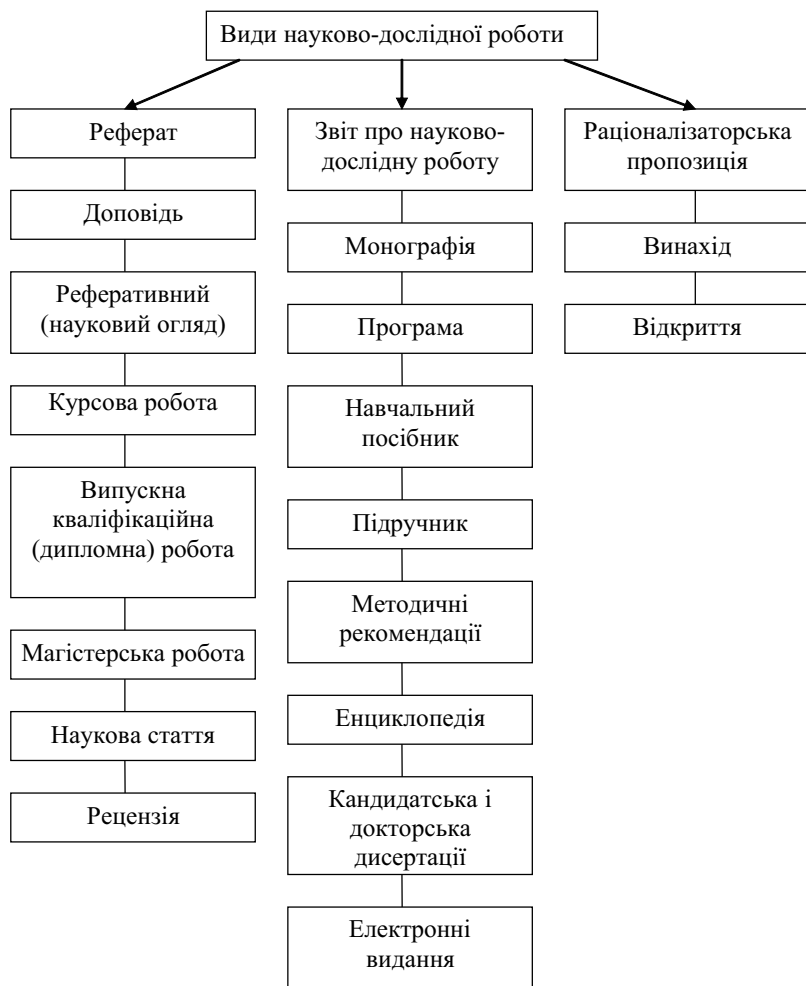 Види науково-дослідної роботи
Реферат
Доповідь
Реферативний
(науковий огляд)
Курсова робота
Випускна
кваліфікаційна
(дипломна) робота
Магістерська робота
Наукова стаття
Рецензія
Звіт про науково-
дослідну роботу
Монографія
Програма
Навчальний
посібник
Підручник
Методичні
рекомендації
Енциклопедія
Кандидатська і
докторська
дисертації
Електронні
видання
Раціоналізаторська
пропозиція
Винахід
Відкриття